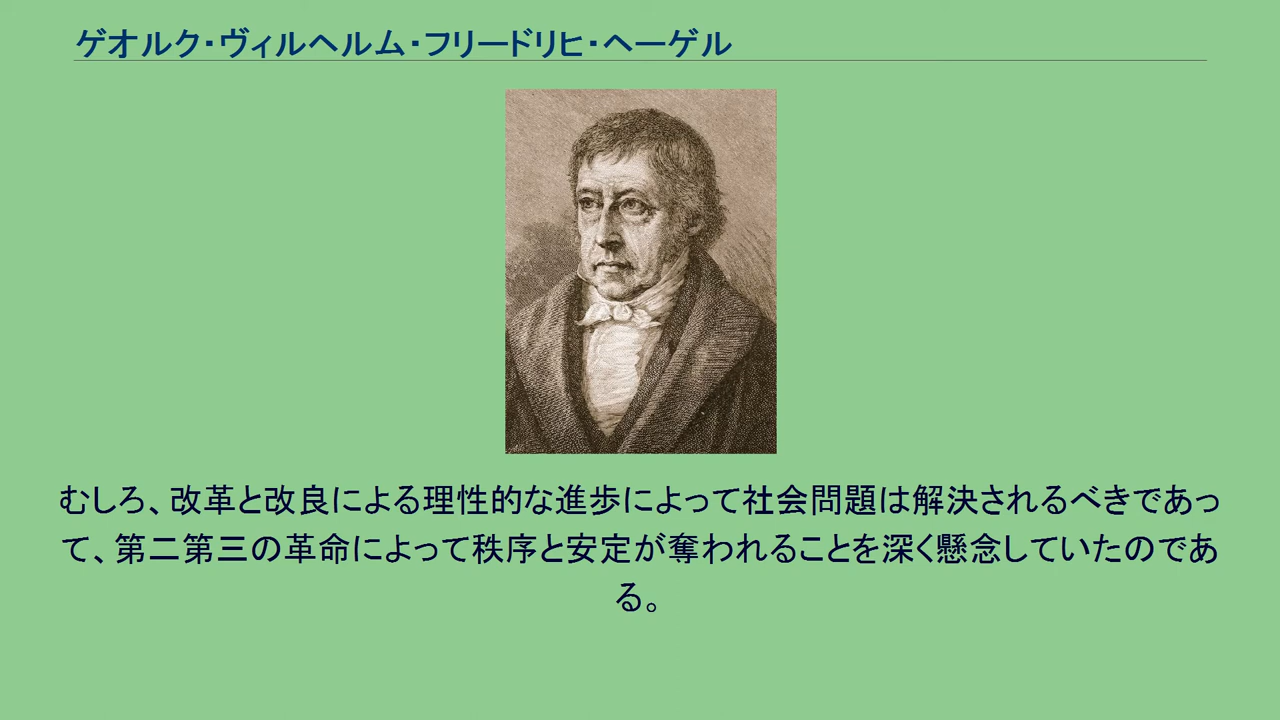 ゲオルク・ヴィルヘルム・フリードリヒ・ヘーゲル
むしろ、改革と改良による理性的な進歩によって社会問題は解決されるべきであっ
て、第二第三の革命によって秩序と安定が奪われることを深く懸念していたのであ
る。